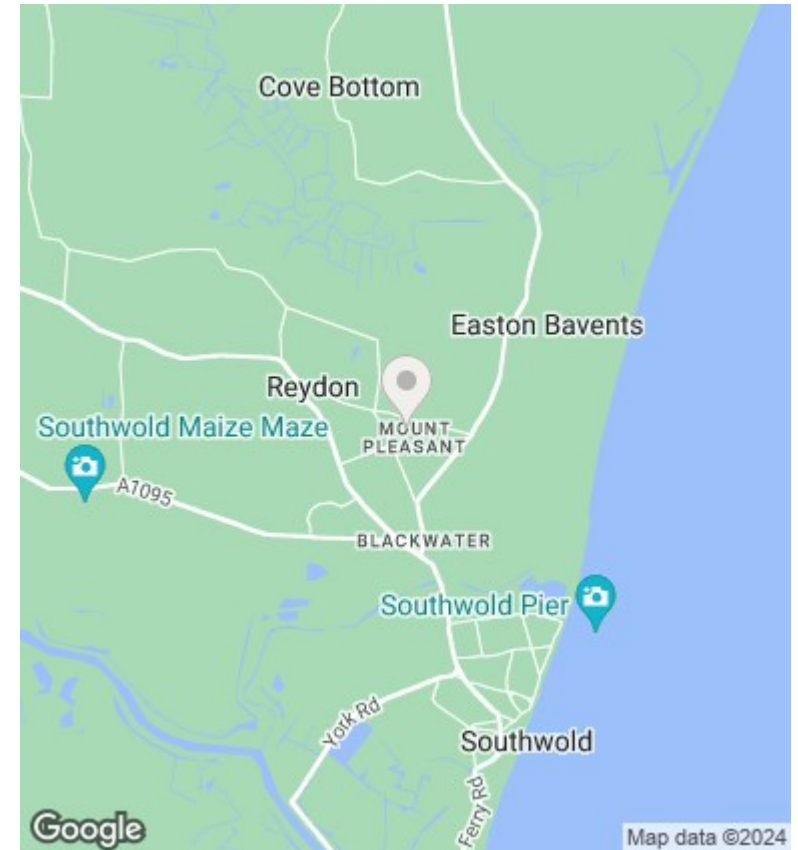 Cove Bottom
Easton Bavents
Reydon
Southwold Maize Maze
MOUNT
PLEASANT
A1095
BLACKWATER
Southwold Pier
York Rd
Southwold
Ferry Rd
Google
Map data ©2024